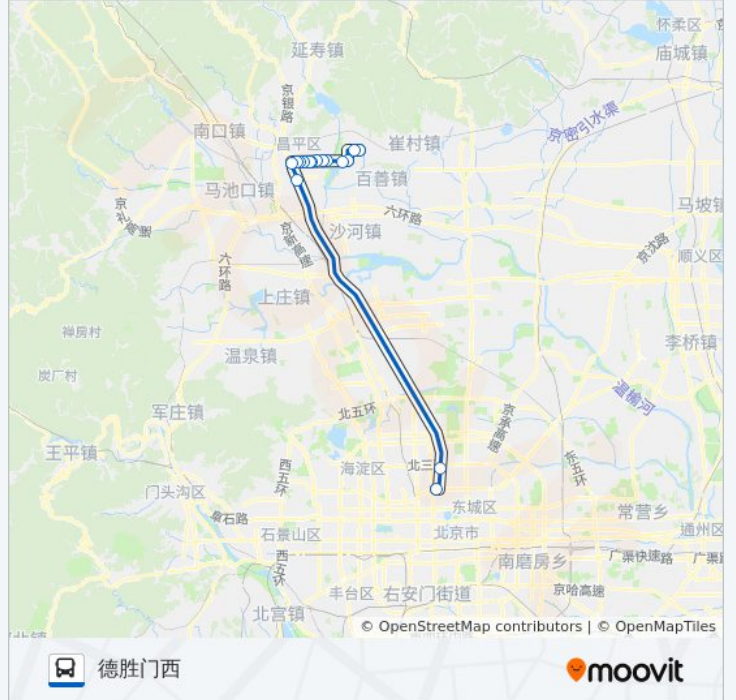 怀柔区
延寿镇
庙城镇
京银路
京密引水渠
南口镇
昌平区
崔村镇
马池口镇
百善镇
京礼高速
六环路
马坡镇
沙河镇
京新高速
京沈路
六环路
顺义区
上庄镇
禅房村
李桥镇
温泉镇
炭厂村
温榆河
军庄镇
北五环
京承高速
王平镇
北三
海淀区
西五环
东五环
门头沟区
东城区
常营乡
石景山区
北京市
通州区
西五环
南磨房乡
广渠快速路
广渠
丰台区
右安门街道
京哈高速
北宫镇
© OpenStreetMap contributors | © OpenMapTiles
德胜门西
moovit